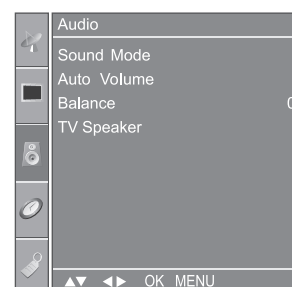 Audio
Sound Mode
Auto Volume
Balance 0
TV Speaker
▲▼ ◀▶ OK MENU